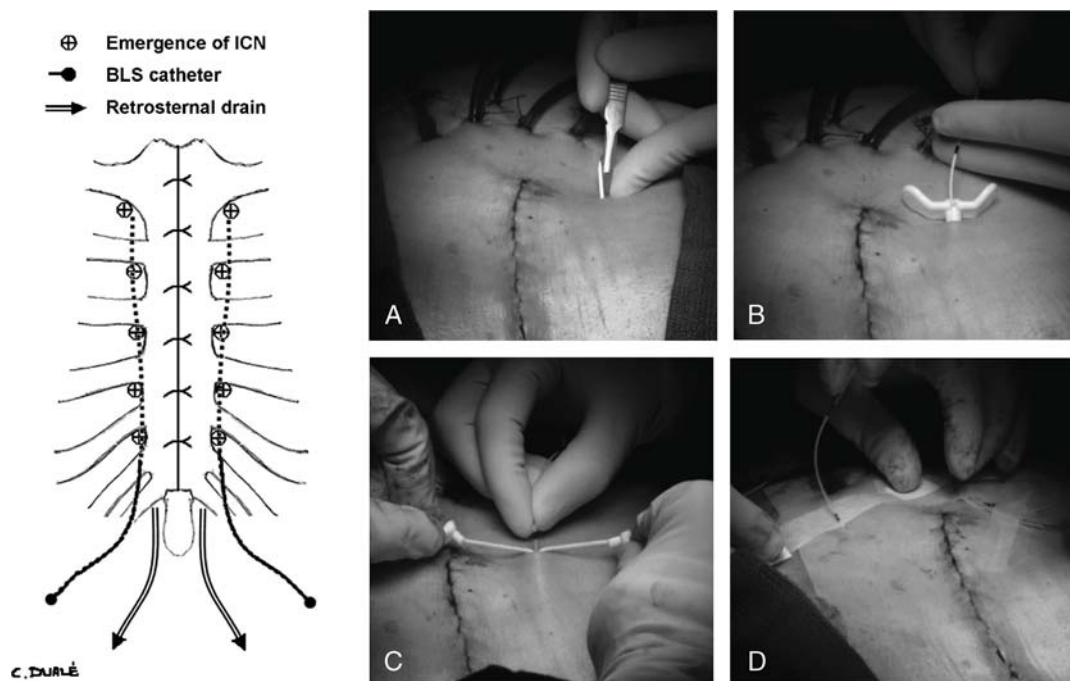 Emergence of ICN
BLS catheter
Retrosternal drain
C. DUALÉ
A
B
C
D